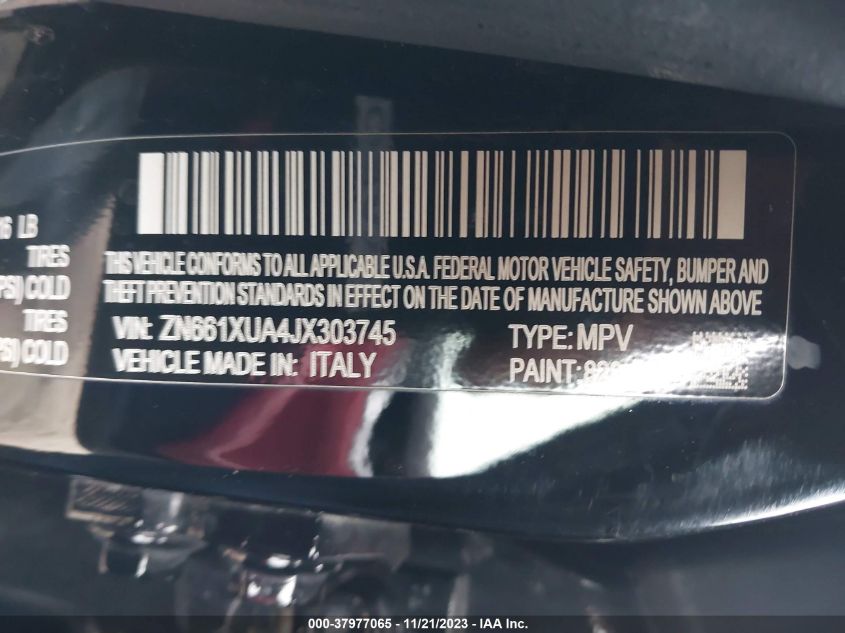 16 LB
TIRES
PSI) COLD
TIRES
PSI) COLD
THIS VEHICLE CONFORMS TO ALL APPLICABLE U.S.A. FEDERAL MOTOR VEHICLE SAFETY, BUMPER AND
THEFT PREVENTION STANDARDS IN EFFECT ON THE DATE OF MANUFACTURE SHOWN ABOVE
VIN: ZN661XUA4JX303745 TYPE: MPV
VEHICLE MADE IN: ITALY PAINT:
000-37977065 - 11/21/2023 - IAA Inc.